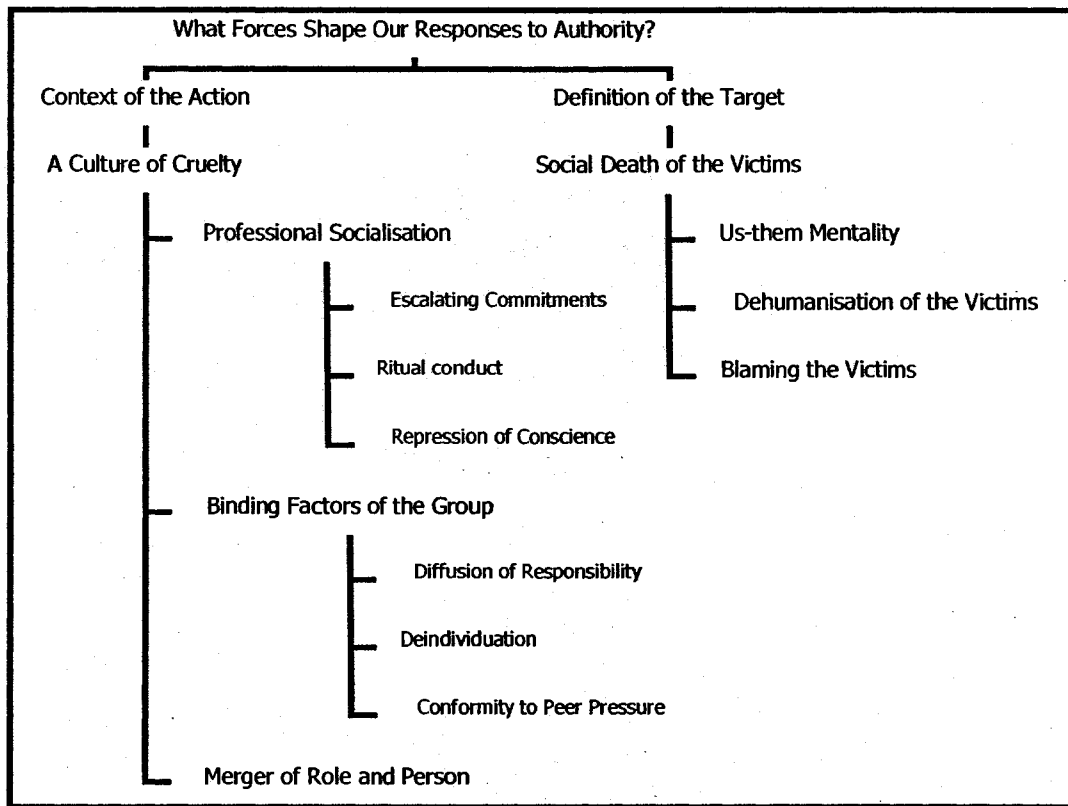 What Forces Shape Our Responses to Authority?
Context of the Action
Definition of the Target
A Culture of Cruelty
Social Death of the Victims
Professional Socialisation
Us-them Mentality
Escalating Commitments
Dehumanisation of the Victims
Ritual conduct
Blaming the Victims
Repression of Conscience
Binding Factors of the Group
Diffusion of Responsibility
Deindividuation
Conformity to Peer Pressure
Merger of Role and Person